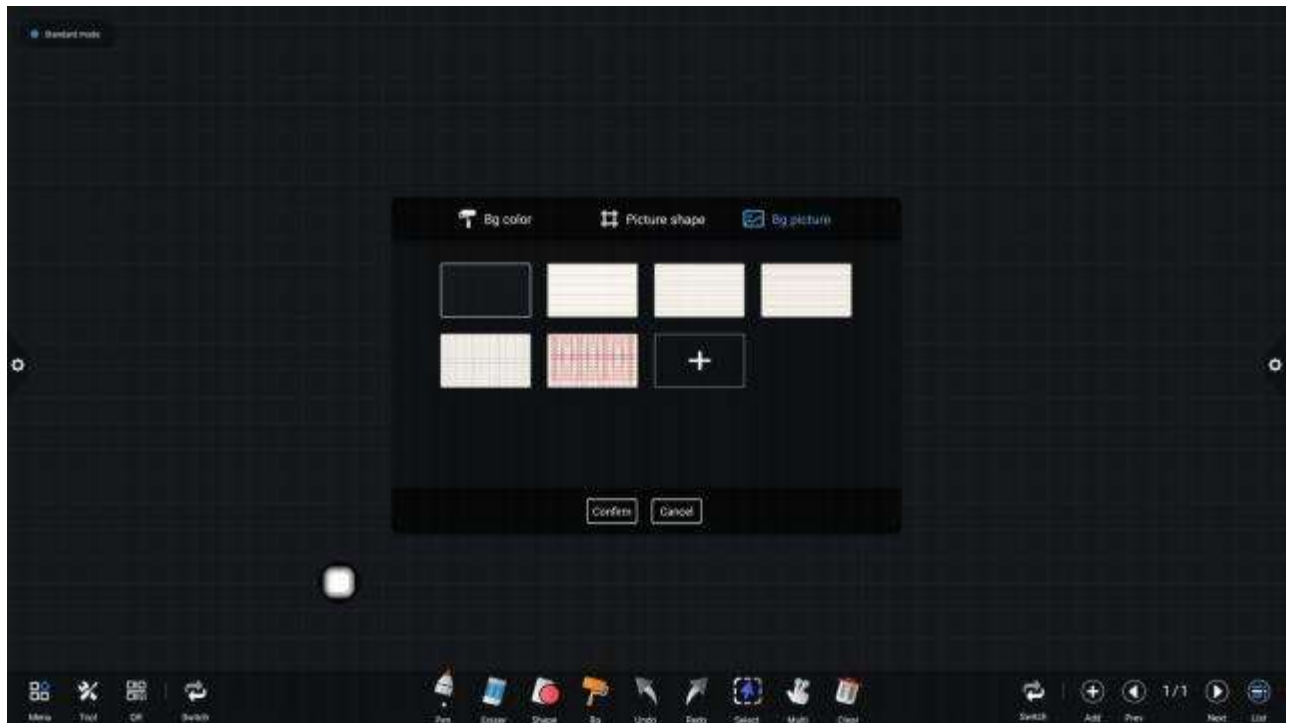 Standard mode
Bg color Picture shape Bg picture
Confirm Cancel
1/1
Menu Tool QR Switch Pen Eraser Shape Bg Undo Redo Select Multi Clear Switch Add Prev Next List